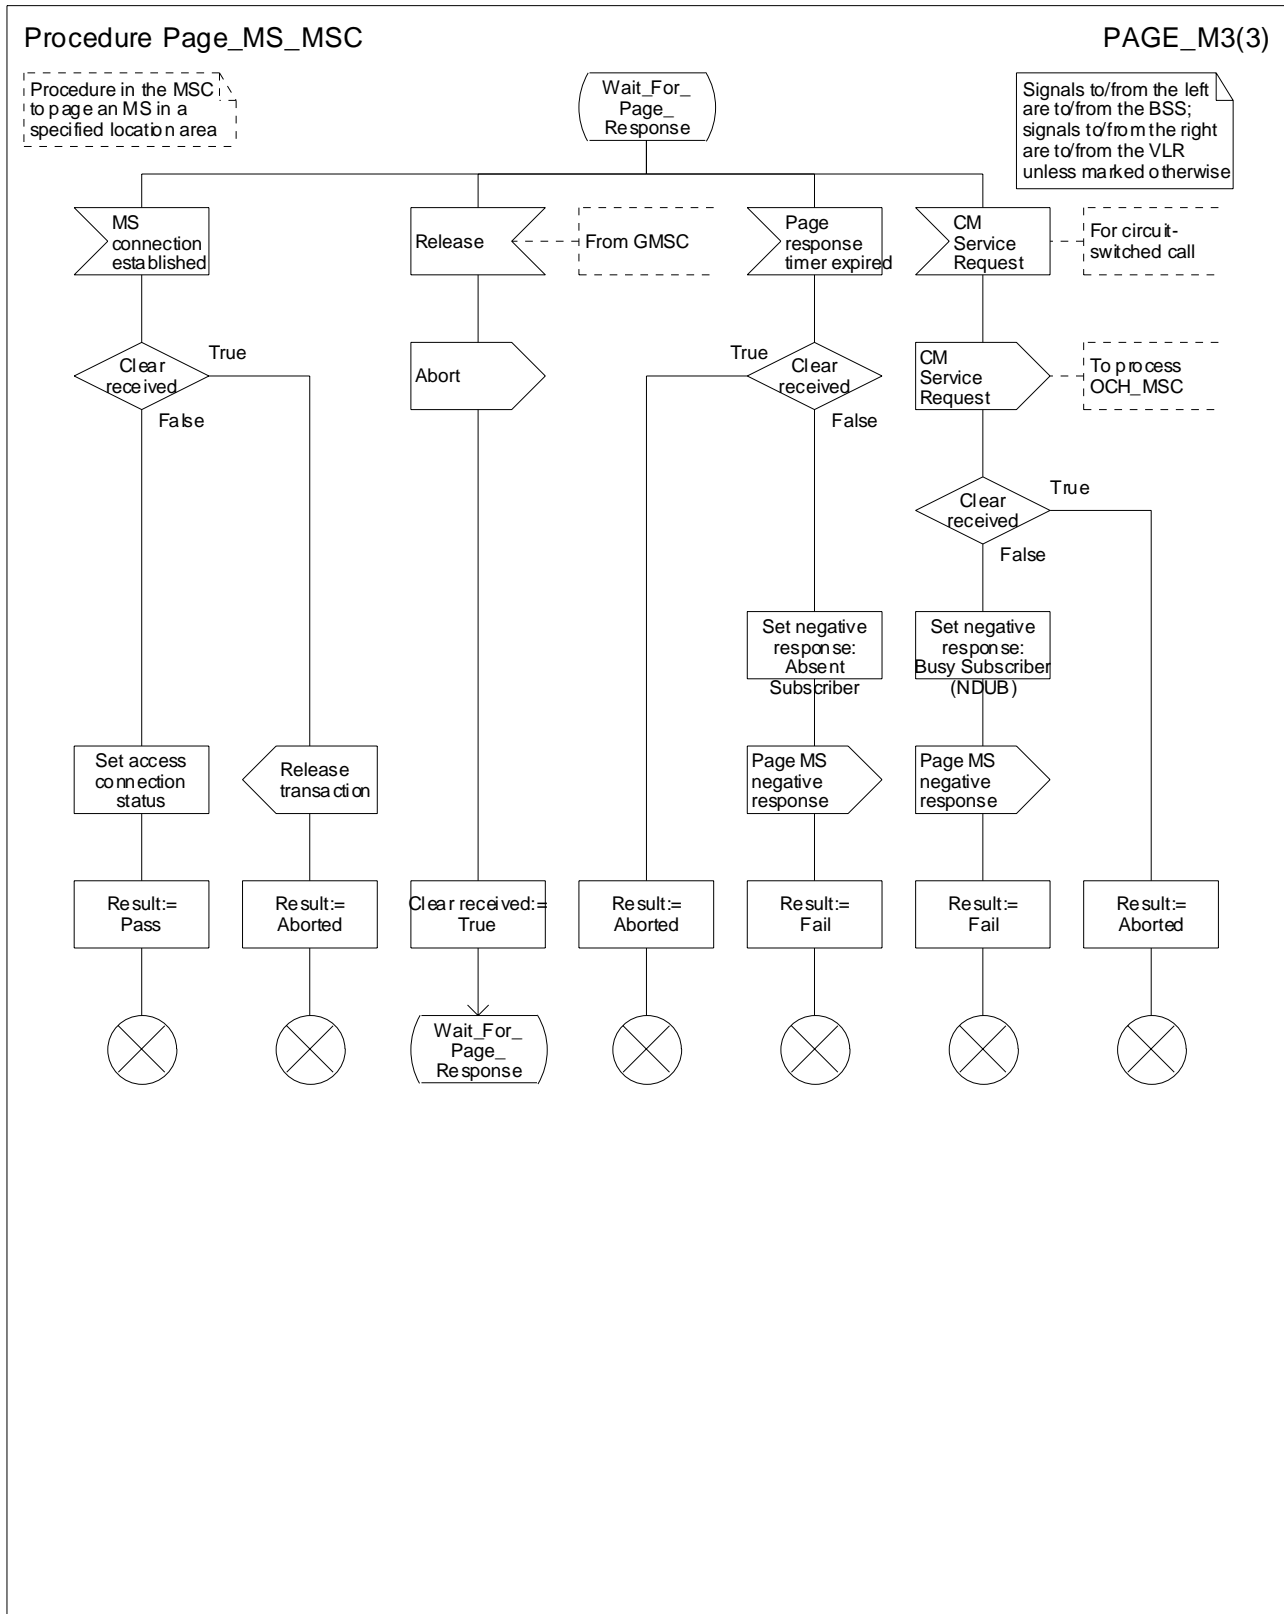 Procedure Page_MS_MSC
PAGE_M3(3)
Procedure in the MSC
to page an MS in a
specified location area
Wait_For_
Page_
Response
Signals to/from the left
are to/from the BSS;
signals to/from the right
are to/from the VLR
unless marked otherwise
MS
connection
established
Release
From GMSC
Page
response
timer expired
CM
Service
Request
For circuit-
switched call
Clear
received
True
False
Abort
True
Clear
received
False
CM
Service
Request
To process
OCH_MSC
Clear
received
True
False
Set negative
response:
Absent
Subscriber
Set negative
response:
Busy Subscriber
(NDUB)
Set access
connection
status
Release
transaction
Page MS
negative
response
Page MS
negative
response
Result:=
Pass
Result:=
Aborted
Clear received:=
True
Result:=
Aborted
Result:=
Fail
Result:=
Fail
Result:=
Aborted
Wait_For_
Page_
Response